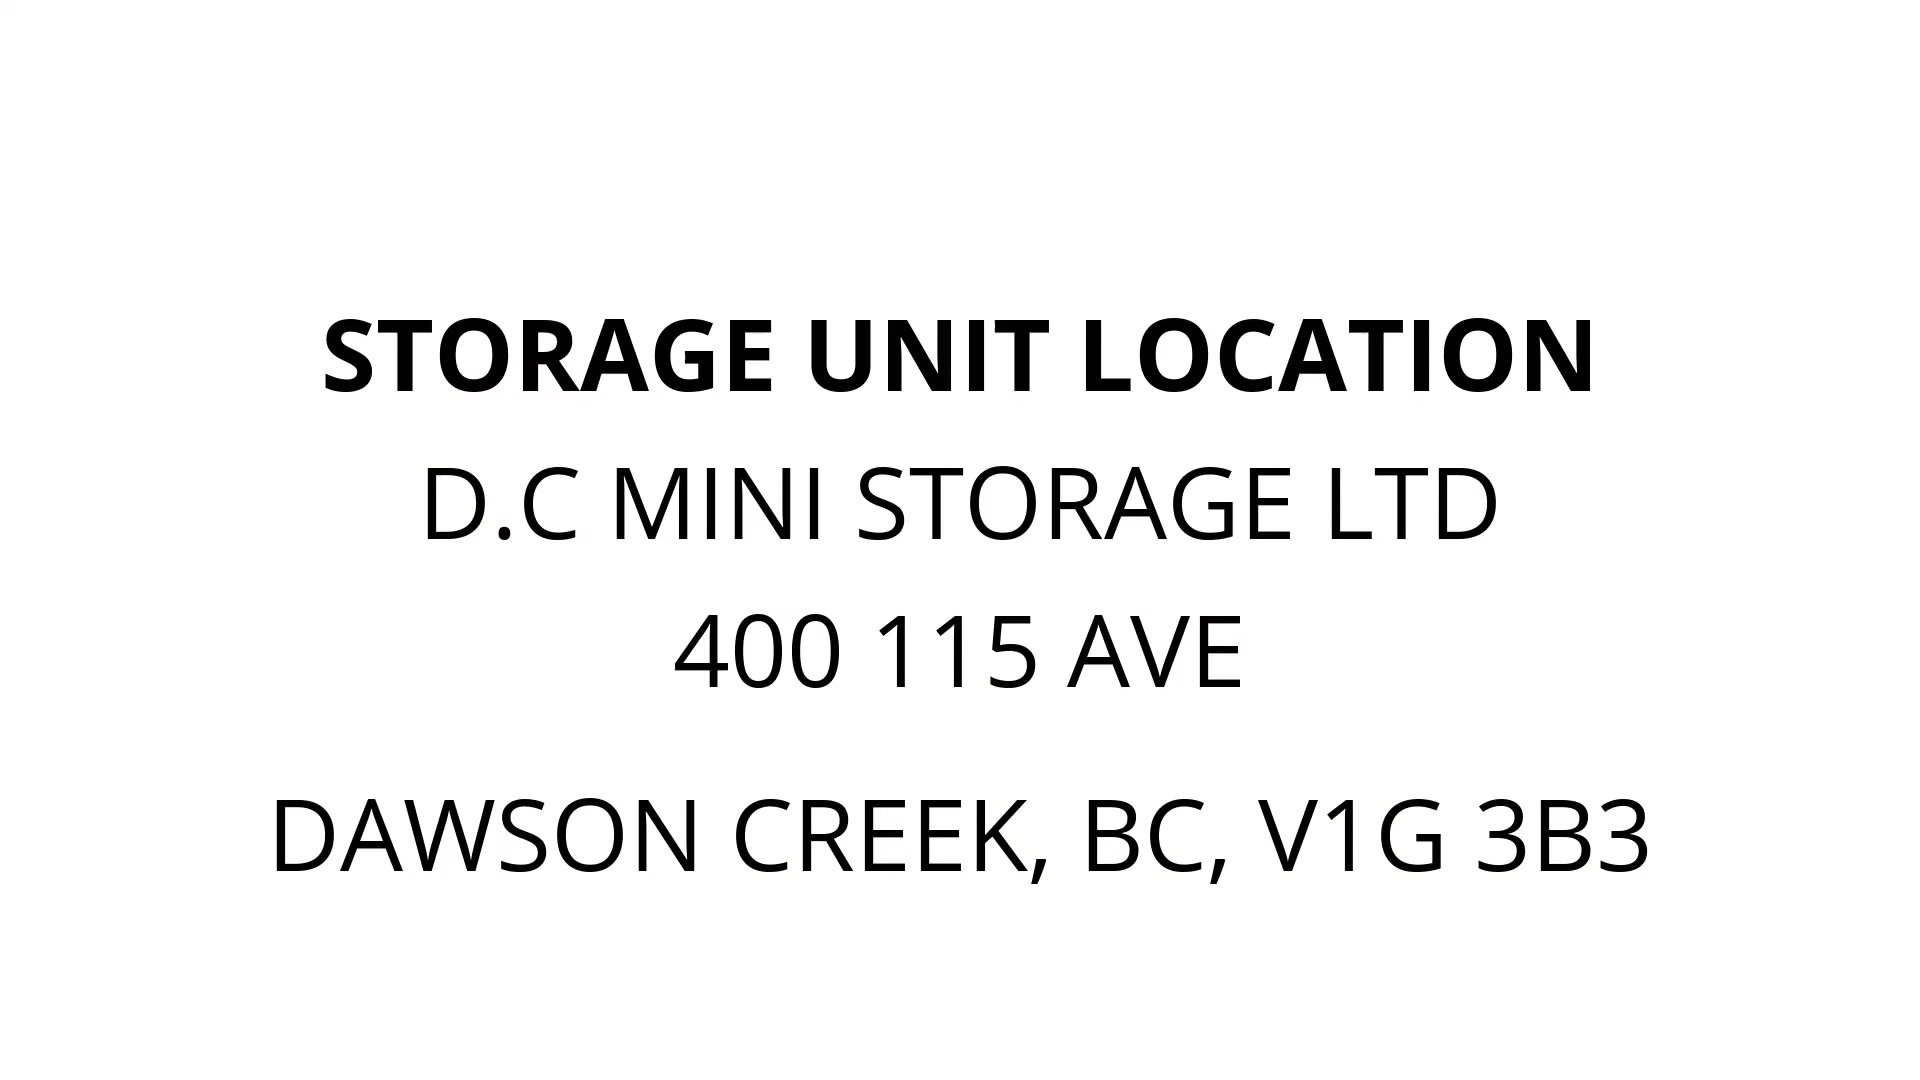 STORAGE UNIT LOCATION
D.C MINI STORAGE LTD
400 115 AVE
DAWSON CREEK, BC, V1G 3B3